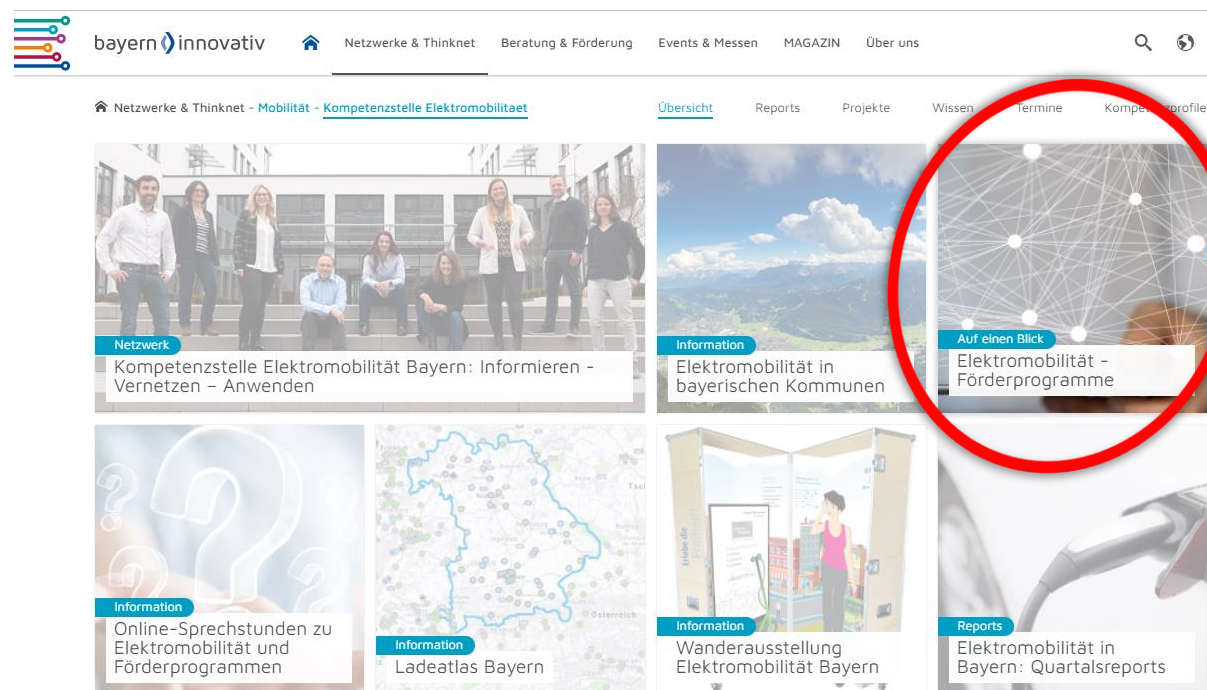 bayern innovativ
Netzwerke & Thinknet
Beratung & Förderung
Events & Messen
MAGAZIN
Über uns
Netzwerke & Thinknet - Mobilität - Kompetenzstelle Elektromobilitaet
Übersicht
Reports
Projekte
Wissen
Termine
Netzwerk
Kompetenzstelle Elektromobilität Bayern: Informieren -
Vernetzen – Anwenden
Information
Elektromobilität in
bayerischen Kommunen
Auf einen Blick
Elektromobilität -
Förderprogramme
Information
Online-Sprechstunden zu
Elektromobilität und
Förderprogrammen
Information
Ladeatlas Bayern
Österreich
Erlebe die
Information
Wanderausstellung
Elektromobilität Bayern
Reports
Elektromobilität in
Bayern: Quartalsreports